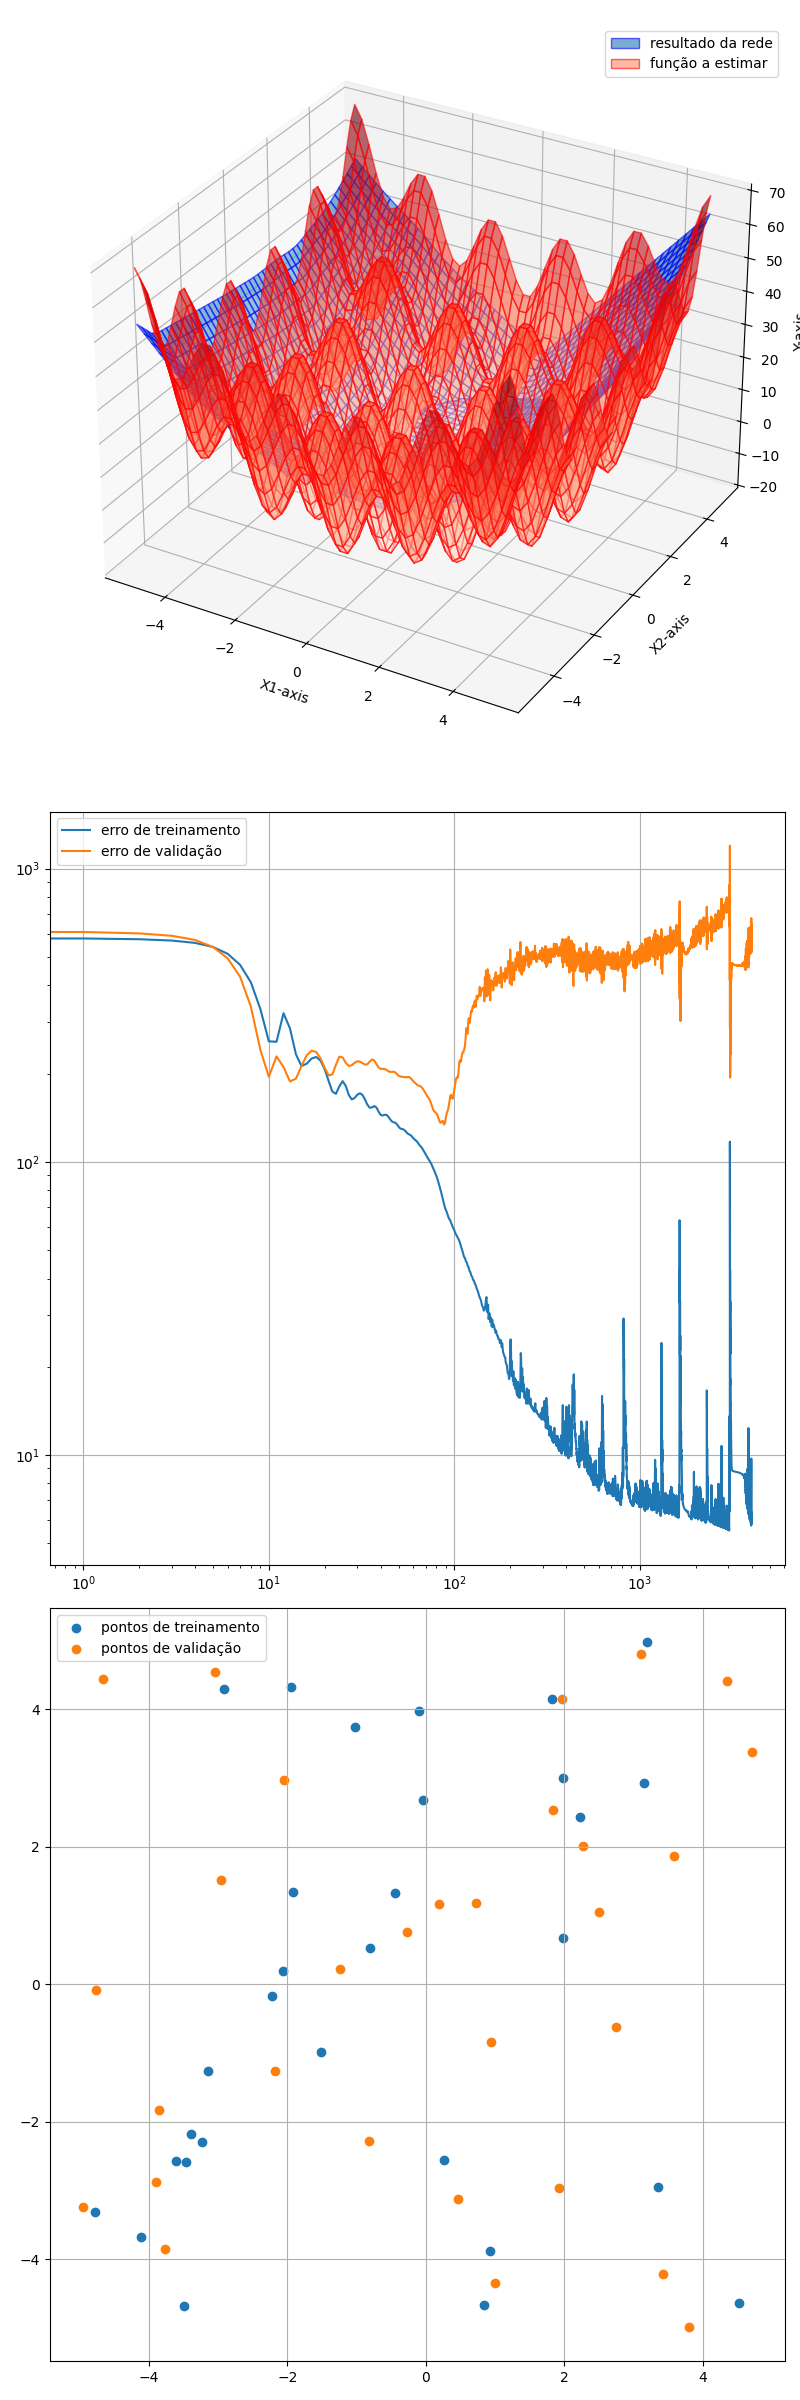 resultado da rede
função a estimar
70
60
50
40
30
20
10
0
−10
−20
Y-axis
4
2
0
−2
−4
X2-axis
−4
−2
0
2
4
X1-axis
erro de treinamento
erro de validação
10³
10²
10¹
10⁰ 10¹ 10² 10³
pontos de treinamento
pontos de validação
4
2
0
−2
−4
−4 −2 0 2 4